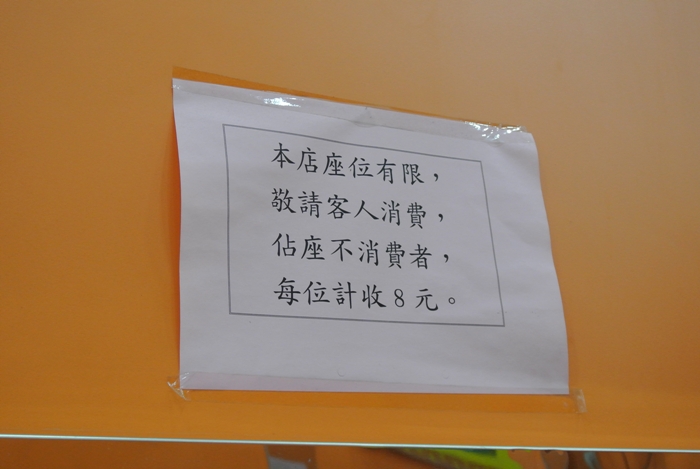 本店座位有限，
敬請客人消費，
佔座不消費者，
每位計收8元。